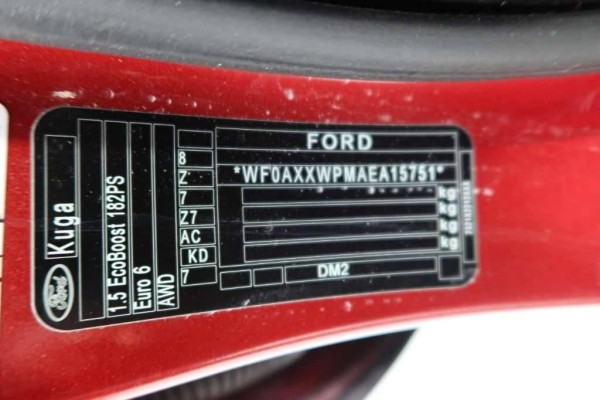 Ford
Kuga
1.5 EcoBoost 182PS
Euro 6
AWD
8
Z
7
Z7
AC
KD
7
FORD
*WF0AXXWPMAEA15751*
kg
kg
kg
kg
DM2